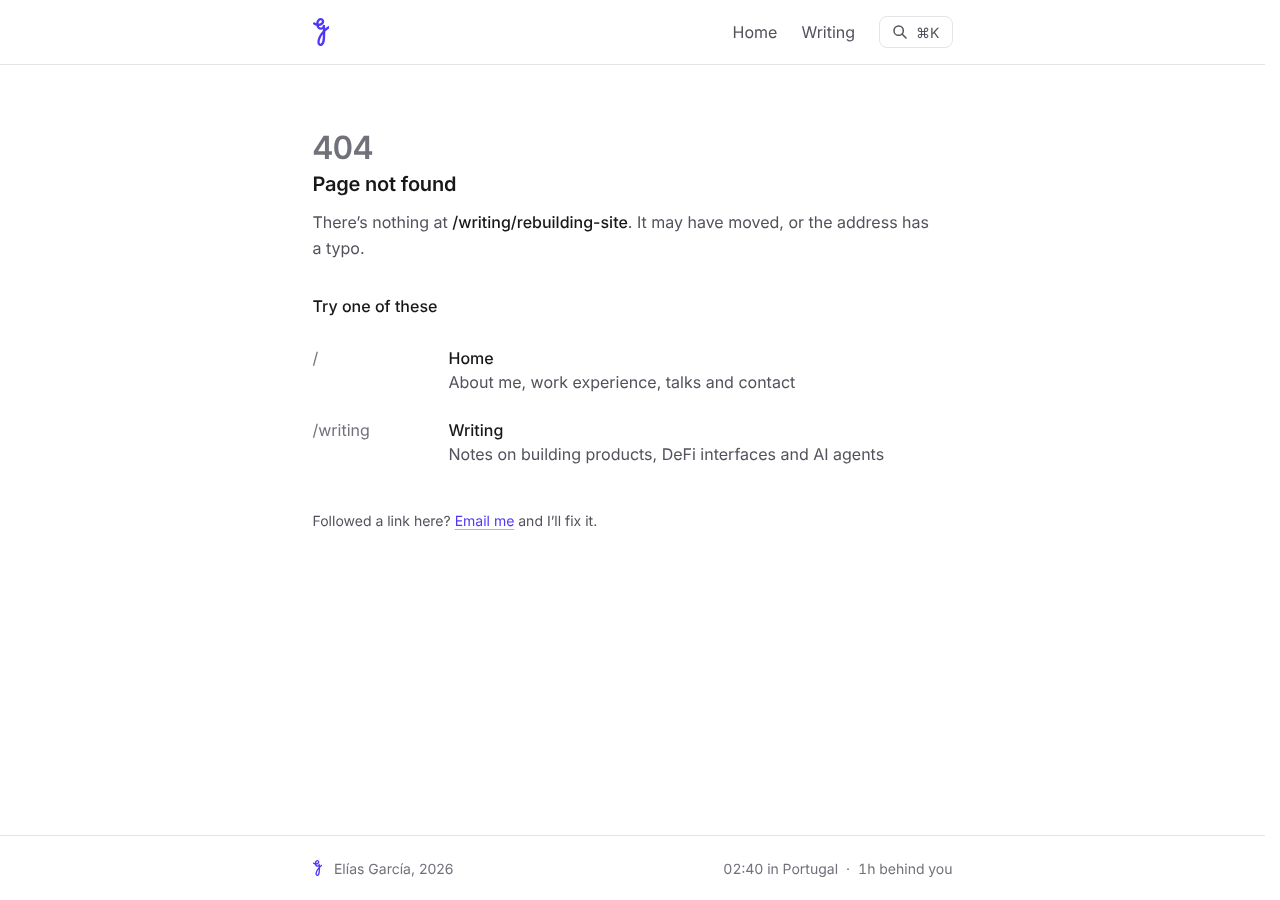 Home Writing ⌘K
404
Page not found
There’s nothing at /writing/rebuilding-site. It may have moved, or the address has
a typo.
Try one of these
/ Home
About me, work experience, talks and contact
/writing Writing
Notes on building products, DeFi interfaces and AI agents
Followed a link here? Email me and I’ll fix it.
Elías García, 2026 02:40 in Portugal · 1h behind you